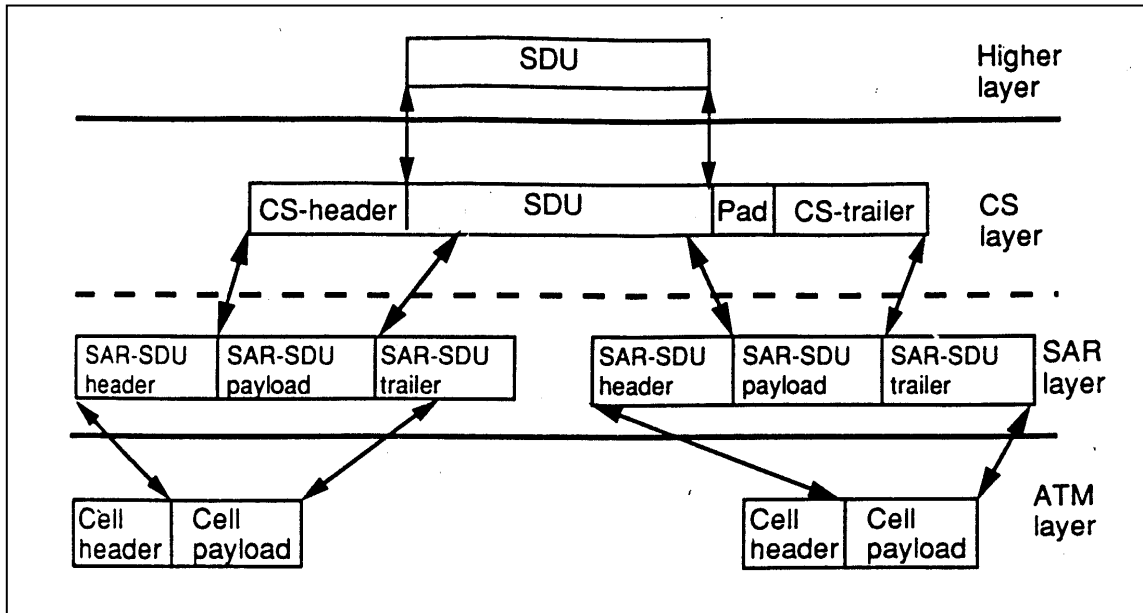 SDU
Higher
layer
CS-header
SDU
Pad
CS-trailer
CS
layer
SAR-SDU
header
SAR-SDU
payload
SAR-SDU
trailer
SAR-SDU
header
SAR-SDU
payload
SAR-SDU
trailer
SAR
layer
Cell
header
Cell
payload
Cell
header
Cell
payload
ATM
layer